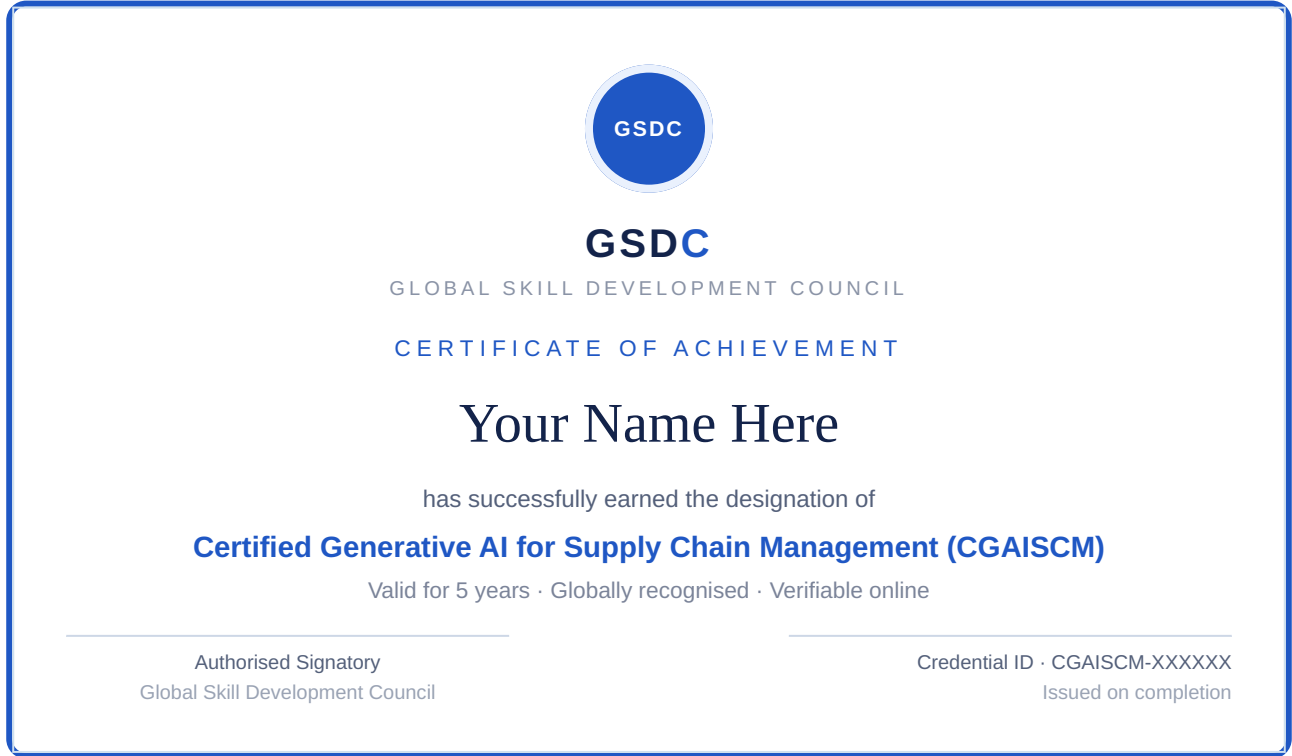 GSDC
GSDC
GLOBAL SKILL DEVELOPMENT COUNCIL
CERTIFICATE OF ACHIEVEMENT
Your Name Here
has successfully earned the designation of
Certified Generative AI for Supply Chain Management (CGAISCM)
Valid for 5 years · Globally recognised · Verifiable online
Authorised Signatory
Global Skill Development Council
Credential ID · CGAISCM-XXXXXX
Issued on completion